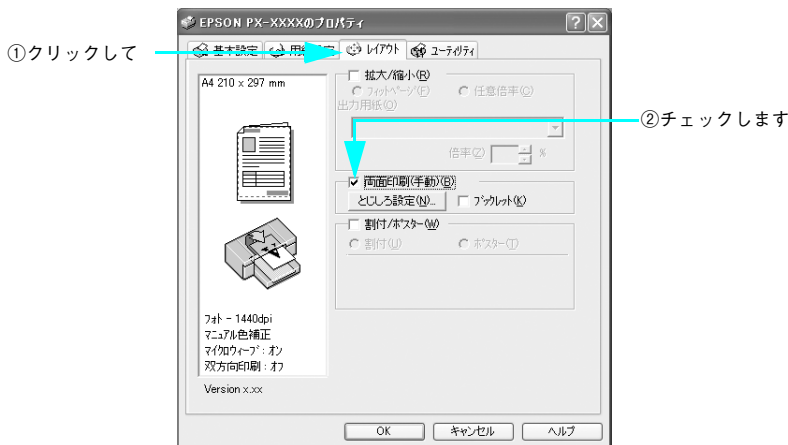 EPSON PX-XXXXのプロパティ
①クリックして
基本設定
レイアウト
ユーティリティ
A4 210 x 297 mm
拡大/縮小(R)
フィットページ(F)
任意倍率(C)
出力用紙(O)
倍率(Z)
%
②チェックします
両面印刷(手動)(B)
とじしろ設定(N)...
ブックレット(K)
割付/ポスター(W)
割付(U)
ポスター(T)
フォト - 1440dpi
マニュアル色補正
マイクロウィーブ : オン
双方向印刷 : オフ
Version x.xx
OK
キャンセル
ヘルプ